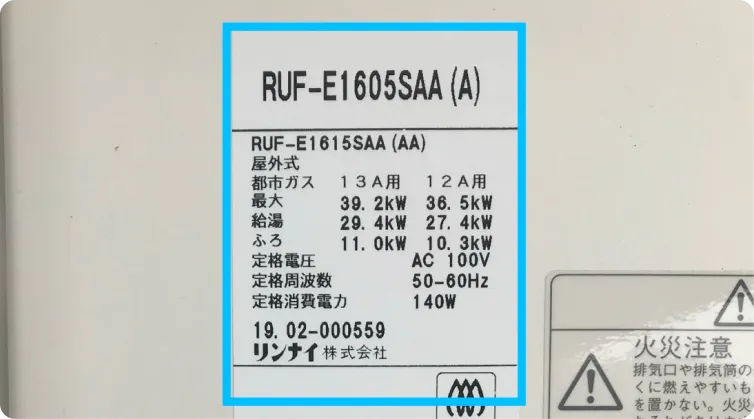 RUF-E1605SAA(A)
RUF-E1615SAA(AA)
屋外式
都市ガス 13A用 12A用
最大 39.2kW 36.5kW
給湯 29.4kW 27.4kW
ふろ 11.0kW 10.3kW
定格電圧 AC 100V
定格周波数 50-60Hz
定格消費電力 140W
19.02-000559
リンナイ株式会社
火災注意
排気口や排気筒の
くに燃えやすいも
を置かない。火災